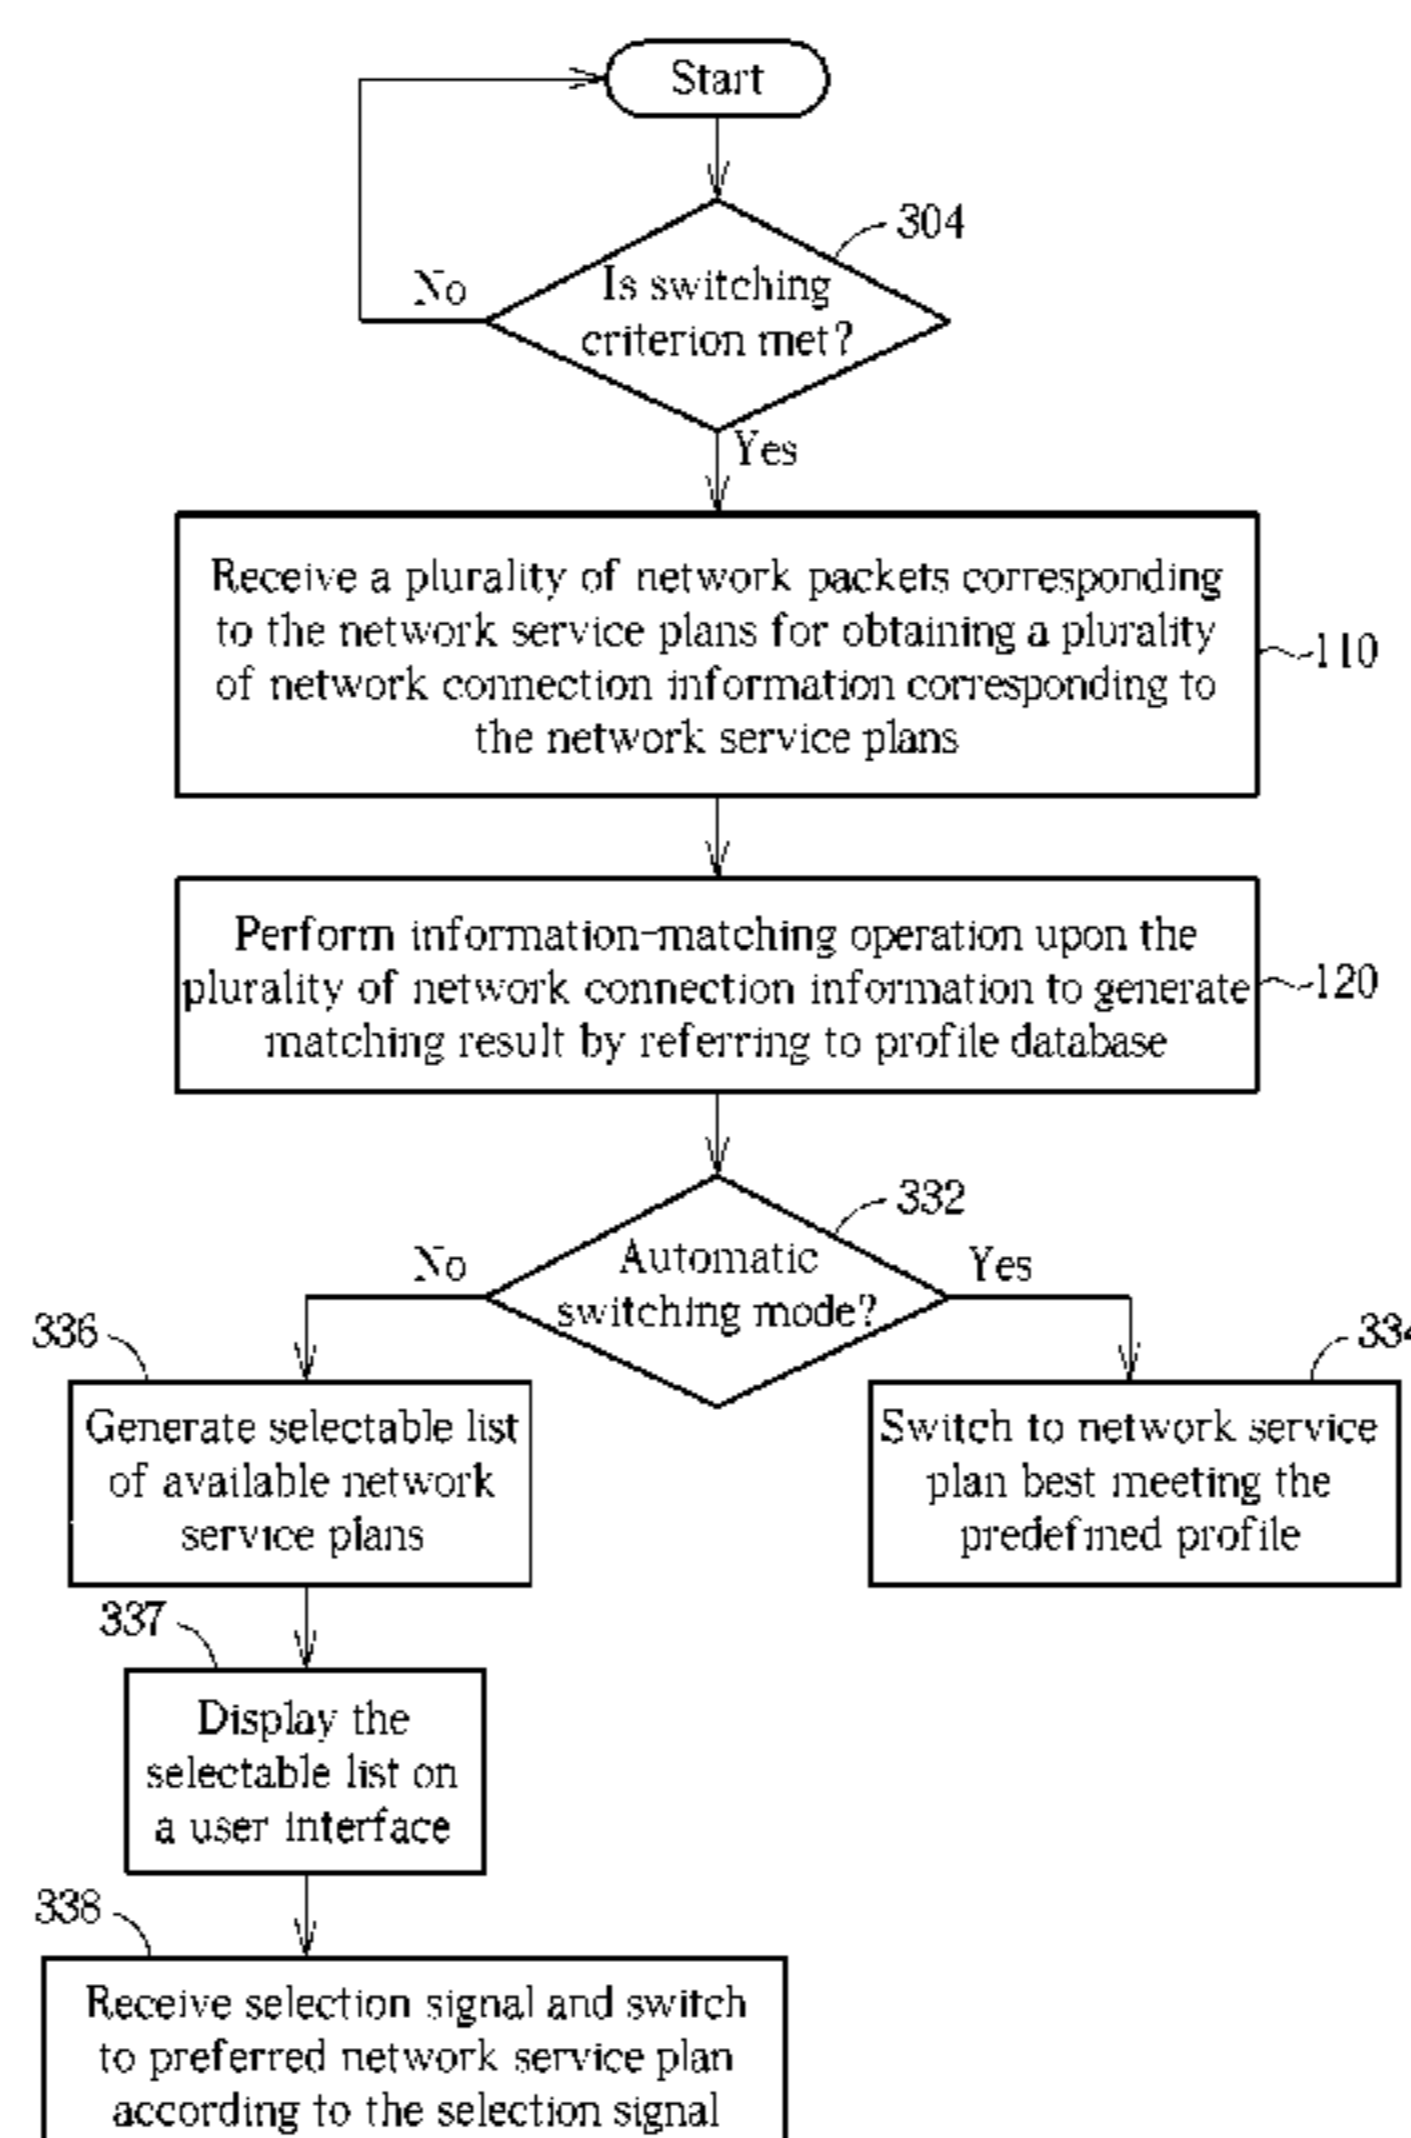 Start
304
No
Is switching
criterion met?
Yes
Receive a plurality of network packets corresponding
to the network service plans for obtaining a plurality
of network connection information corresponding to
the network service plans
110
Perform information-matching operation upon the
plurality of network connection information to generate
matching result by referring to profile database
120
332
No
Automatic
switching mode?
Yes
336
334
Generate selectable list
of available network
service plans
Switch to network service
plan best meeting the
predefined profile
337
Display the
selectable list on
a user interface
338
Receive selection signal and switch
to preferred network service plan
according to the selection signal